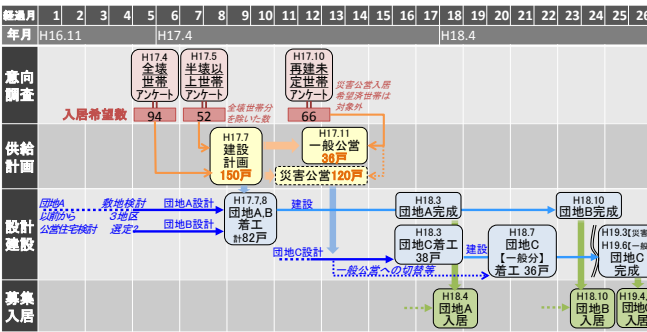 経過月 1 2 3 4 5 6 7 8 9 10 11 12 13 14 15 16 17 18 19 20 21 22 23 24 25 26
年月 H16.11 H17.4 H18.4
意向
調査
H17.4
全壊
世帯
アンケート
H17.5
半壊以
上世帯
アンケート
H17.10
再建未
定世帯
アンケート
災害公営入居
希望済世帯は
対象外
入居希望数 94 52 66
全壊世帯分
を除いた数
供給
計画
H17.7
建設
計画
150戸
H17.11
一般公営
36戸
災害公営120戸
設計
建設
団地A
以前から
公営住宅検討
敷地検討
3地区
選定2
団地A設計
団地B設計
H17.7,8
団地A,B
着工
計82戸
建設
H18.3
団地A完成
H18.10
団地B完成
団地C設計
H18.3
団地C着工
38戸
建設
H18.7
団地C
【一般分】
着工 36戸
H19.3(災害
H19.6(一般
団地C
完成
一般公営への切替等
募集
入居
H18.4
団地A
入居
H18.10
団地B
入居
H19.4,
団地C
入居